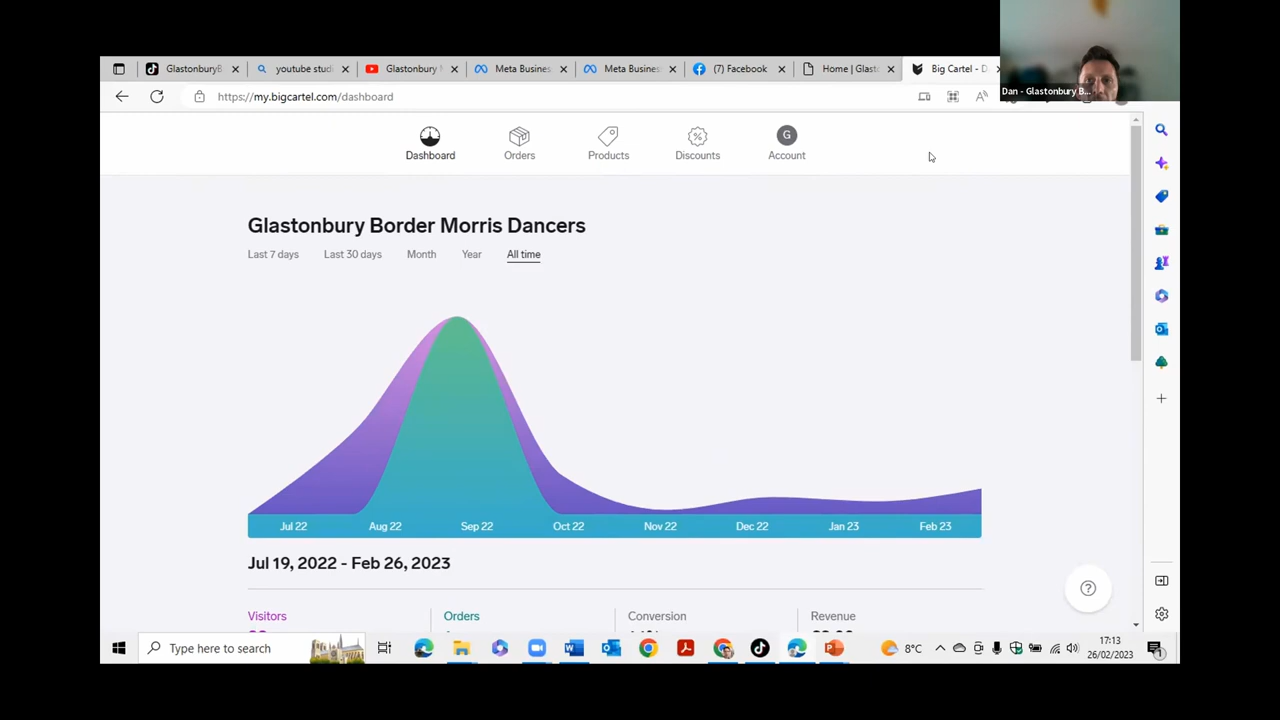 GlastonburyB
youtube stud
Glastonbury M
Meta Busines
Meta Busines
(7) Facebook
Home | Glast
Big Cartel - D
https://my.bigcartel.com/dashboard
Dan - Glastonbury B...
Dashboard
Orders
Products
Discounts
G
Account
Glastonbury Border Morris Dancers
Last 7 days
Last 30 days
Month
Year
All time
Jul 22
Aug 22
Sep 22
Oct 22
Nov 22
Dec 22
Jan 23
Feb 23
Jul 19, 2022 - Feb 26, 2023
Visitors
Orders
Conversion
Revenue
Type here to search
8°C
17:13
26/02/2023